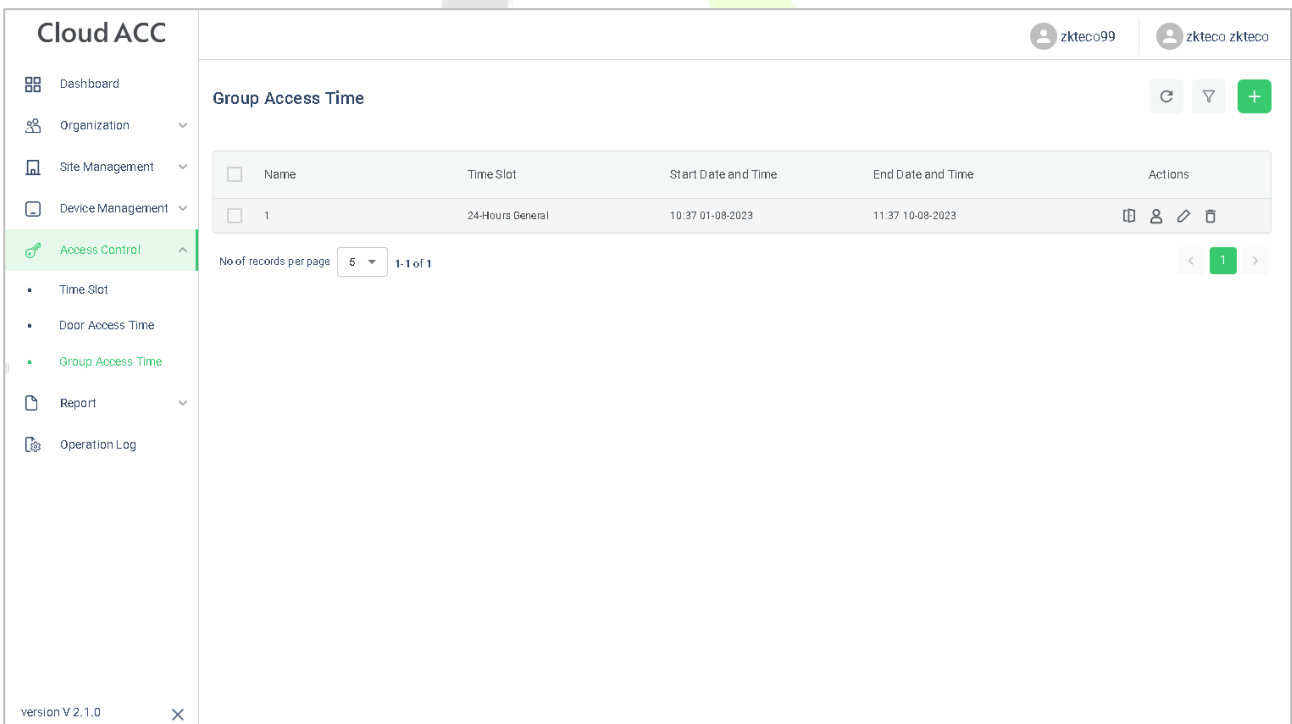 Cloud ACC
zkteco99
zkteco zkteco
Dashboard
Organization
Site Management
Device Management
Access Control
Time Slot
Door Access Time
Group Access Time
Report
Operation Log
version V 2.1.0
Group Access Time
Name Time Slot Start Date and Time End Date and Time Actions
1 24-Hours General 10:37 01-08-2023 11:37 10-08-2023
No of records per page 5 1-1 of 1
1